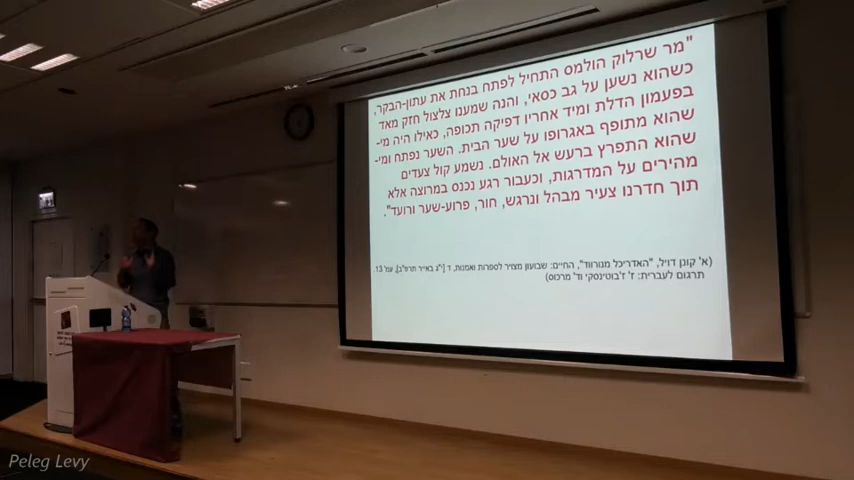 "מר שרלוק הולמס התחיל לפתח בנחת את עתון-הבקר,
כשהוא נשען על גב כסאי, והנה שמענו צלצול חזק מאד
בפעמון הדלת ומיד אחריו דפיקה תכופה, כאילו היה מי-
שהוא מתופף באגרופו על שער הבית. השער נפתח ומי-
שהוא התפרץ ברעש אל האולם. נשמע קול צעדים
מהירים על המדרגות, וכעבור רגע נכנס במרוצה אלא
תוך חדרנו צעיר מבהל ונרגש, חור, פרוע-שער ורועד".
(א' קונן דויל, "האדריכל מנורווד", החיים: שבועון מצויר לספרות ואמנות, ד [י"ג באייר תרפ"ב], עמ' 13.
תרגום לעברית: ז' ז'בוטינסקי וד' מרכוס)
Peleg Levy